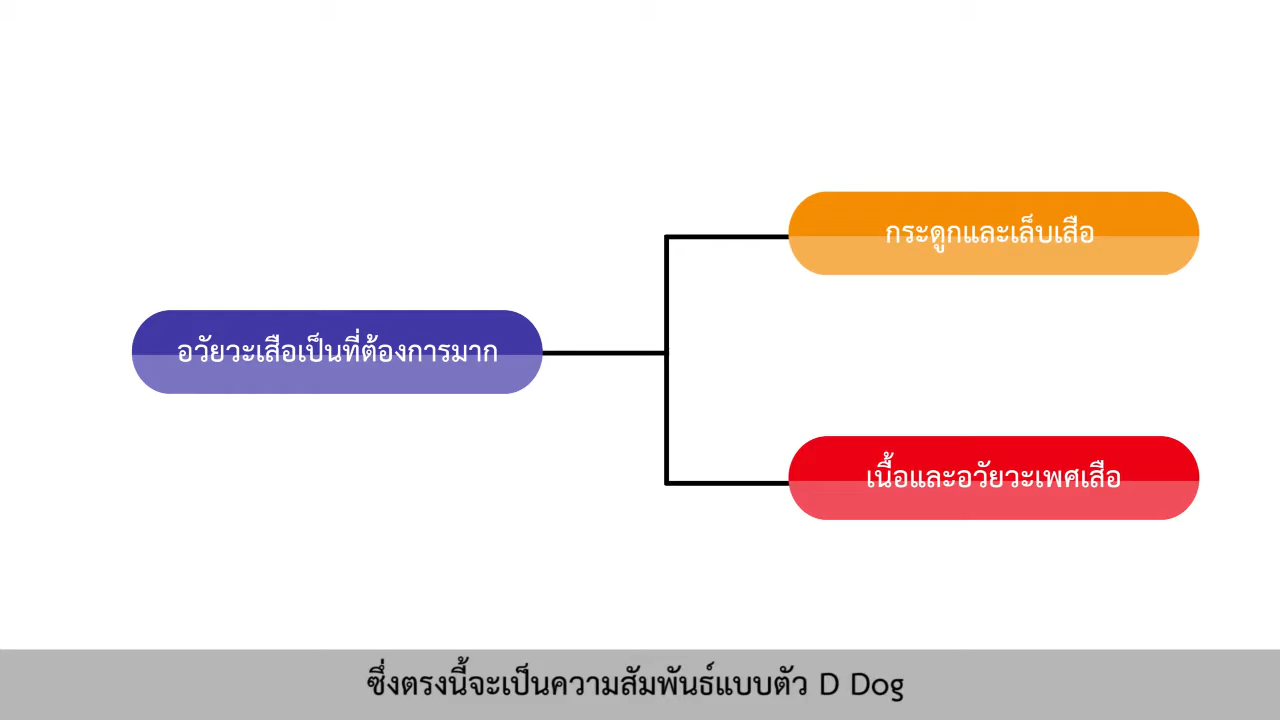 กระดูกและเล็บเสือ
อวัยวะเสือเป็นที่ต้องการมาก
เนื้อและอวัยวะเพศเสือ
ซึ่งตรงนี้จะเป็นความสัมพันธ์แบบตัว D Dog